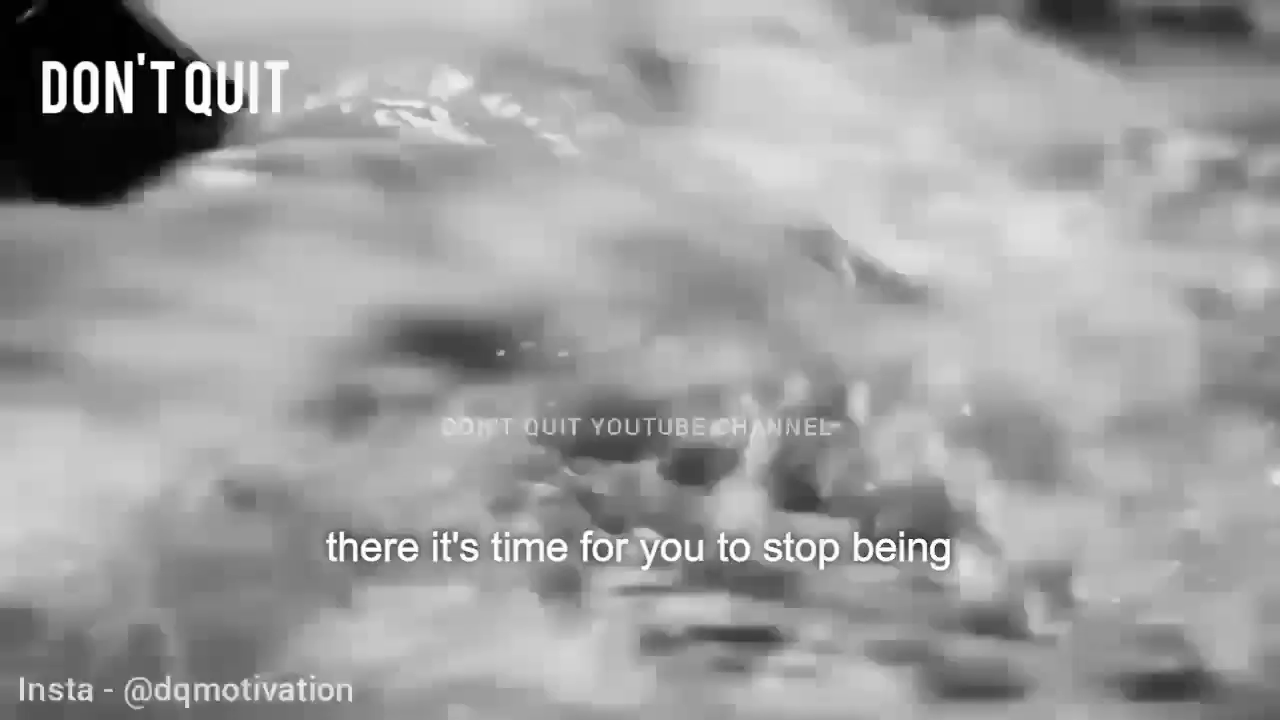 DON'T QUIT
DON'T QUIT YOUTUBE CHANNEL
there it's time for you to stop being
Insta - @dqmotivation